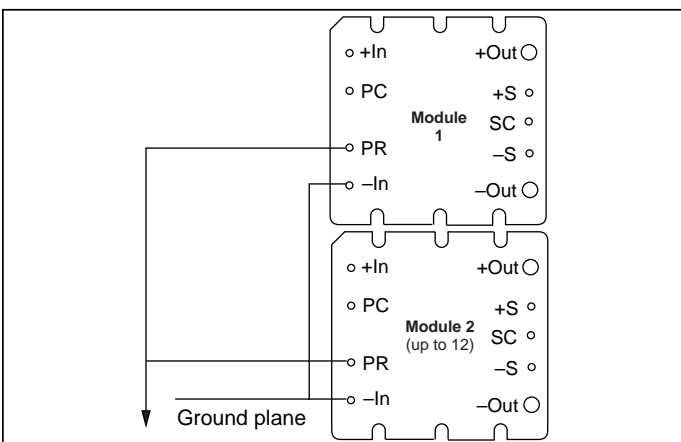 +In
+Out
PC
+S
Module
1
SC
PR
–S
–In
–Out
+In
+Out
PC
+S
Module 2
(up to 12)
SC
PR
–S
–In
–Out
Ground plane